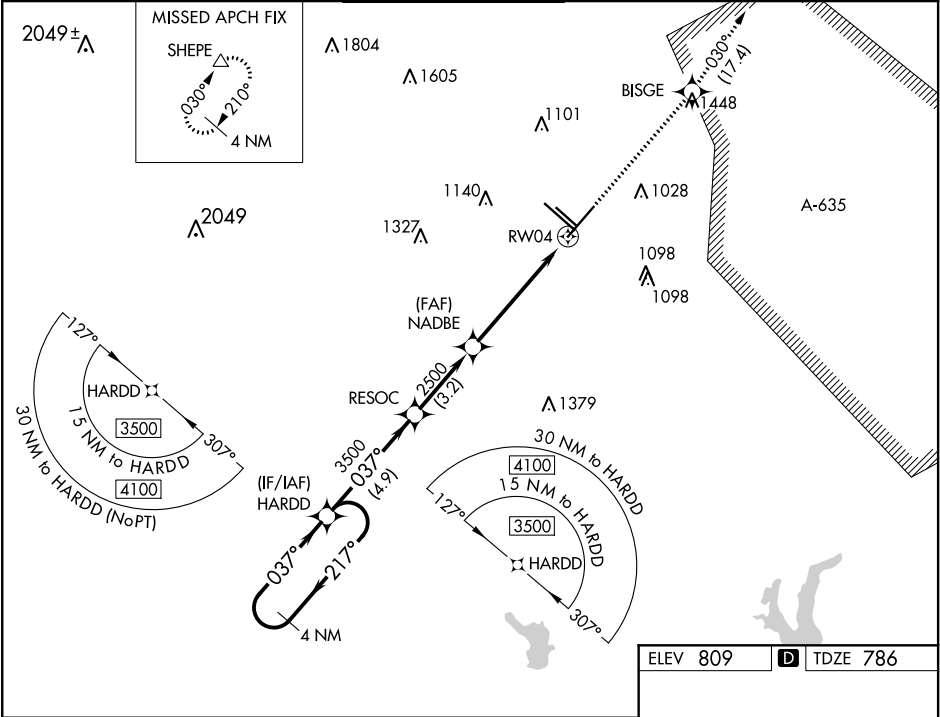 MISSED APCH FIX
SHEPE
030°
210°
4 NM
2049±
1804
1605
1101
BISGE
1448
030°
(17.4)
1140
1028
A-635
2049
1327
RW04
1098
1098
(FAF)
NADBE
127°
HARDD
3500
15 NM to HARDD
307°
4100
30 NM to HARDD (NoPT)
2500
(3.2)
RESOC
1379
3500
037°
(4.9)
(IF/IAF)
HARDD
30 NM to HARDD
4100
15 NM to HARDD
127°
3500
HARDD
307°
037°
217°
4 NM
ELEV 809 D TDZE 786